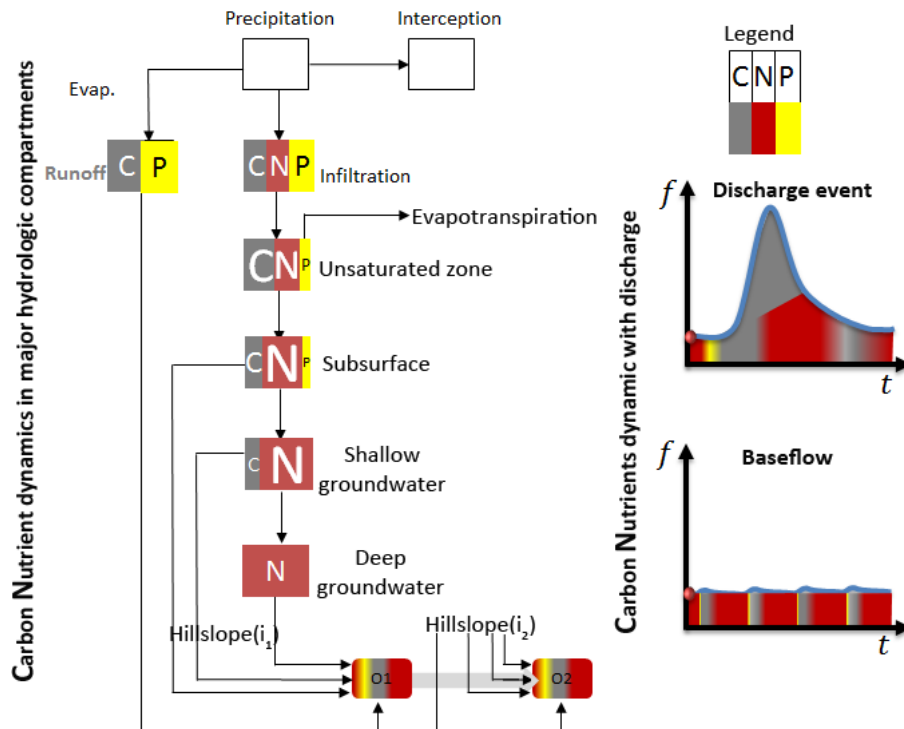 Precipitation
Interception
Evap.
Runoff
C P
C N P
Infiltration
Evapotranspiration
C N P
Unsaturated zone
C N P
Subsurface
C N
Shallow
groundwater
N
Deep
groundwater
Hillslope(i₁)
Hillslope(i₂)
O1
O2
Carbon Nutrient dynamics in major hydrologic compartments
Legend
C N P
Carbon Nutrients dynamic with discharge
f
Discharge event
t
f
Baseflow
t